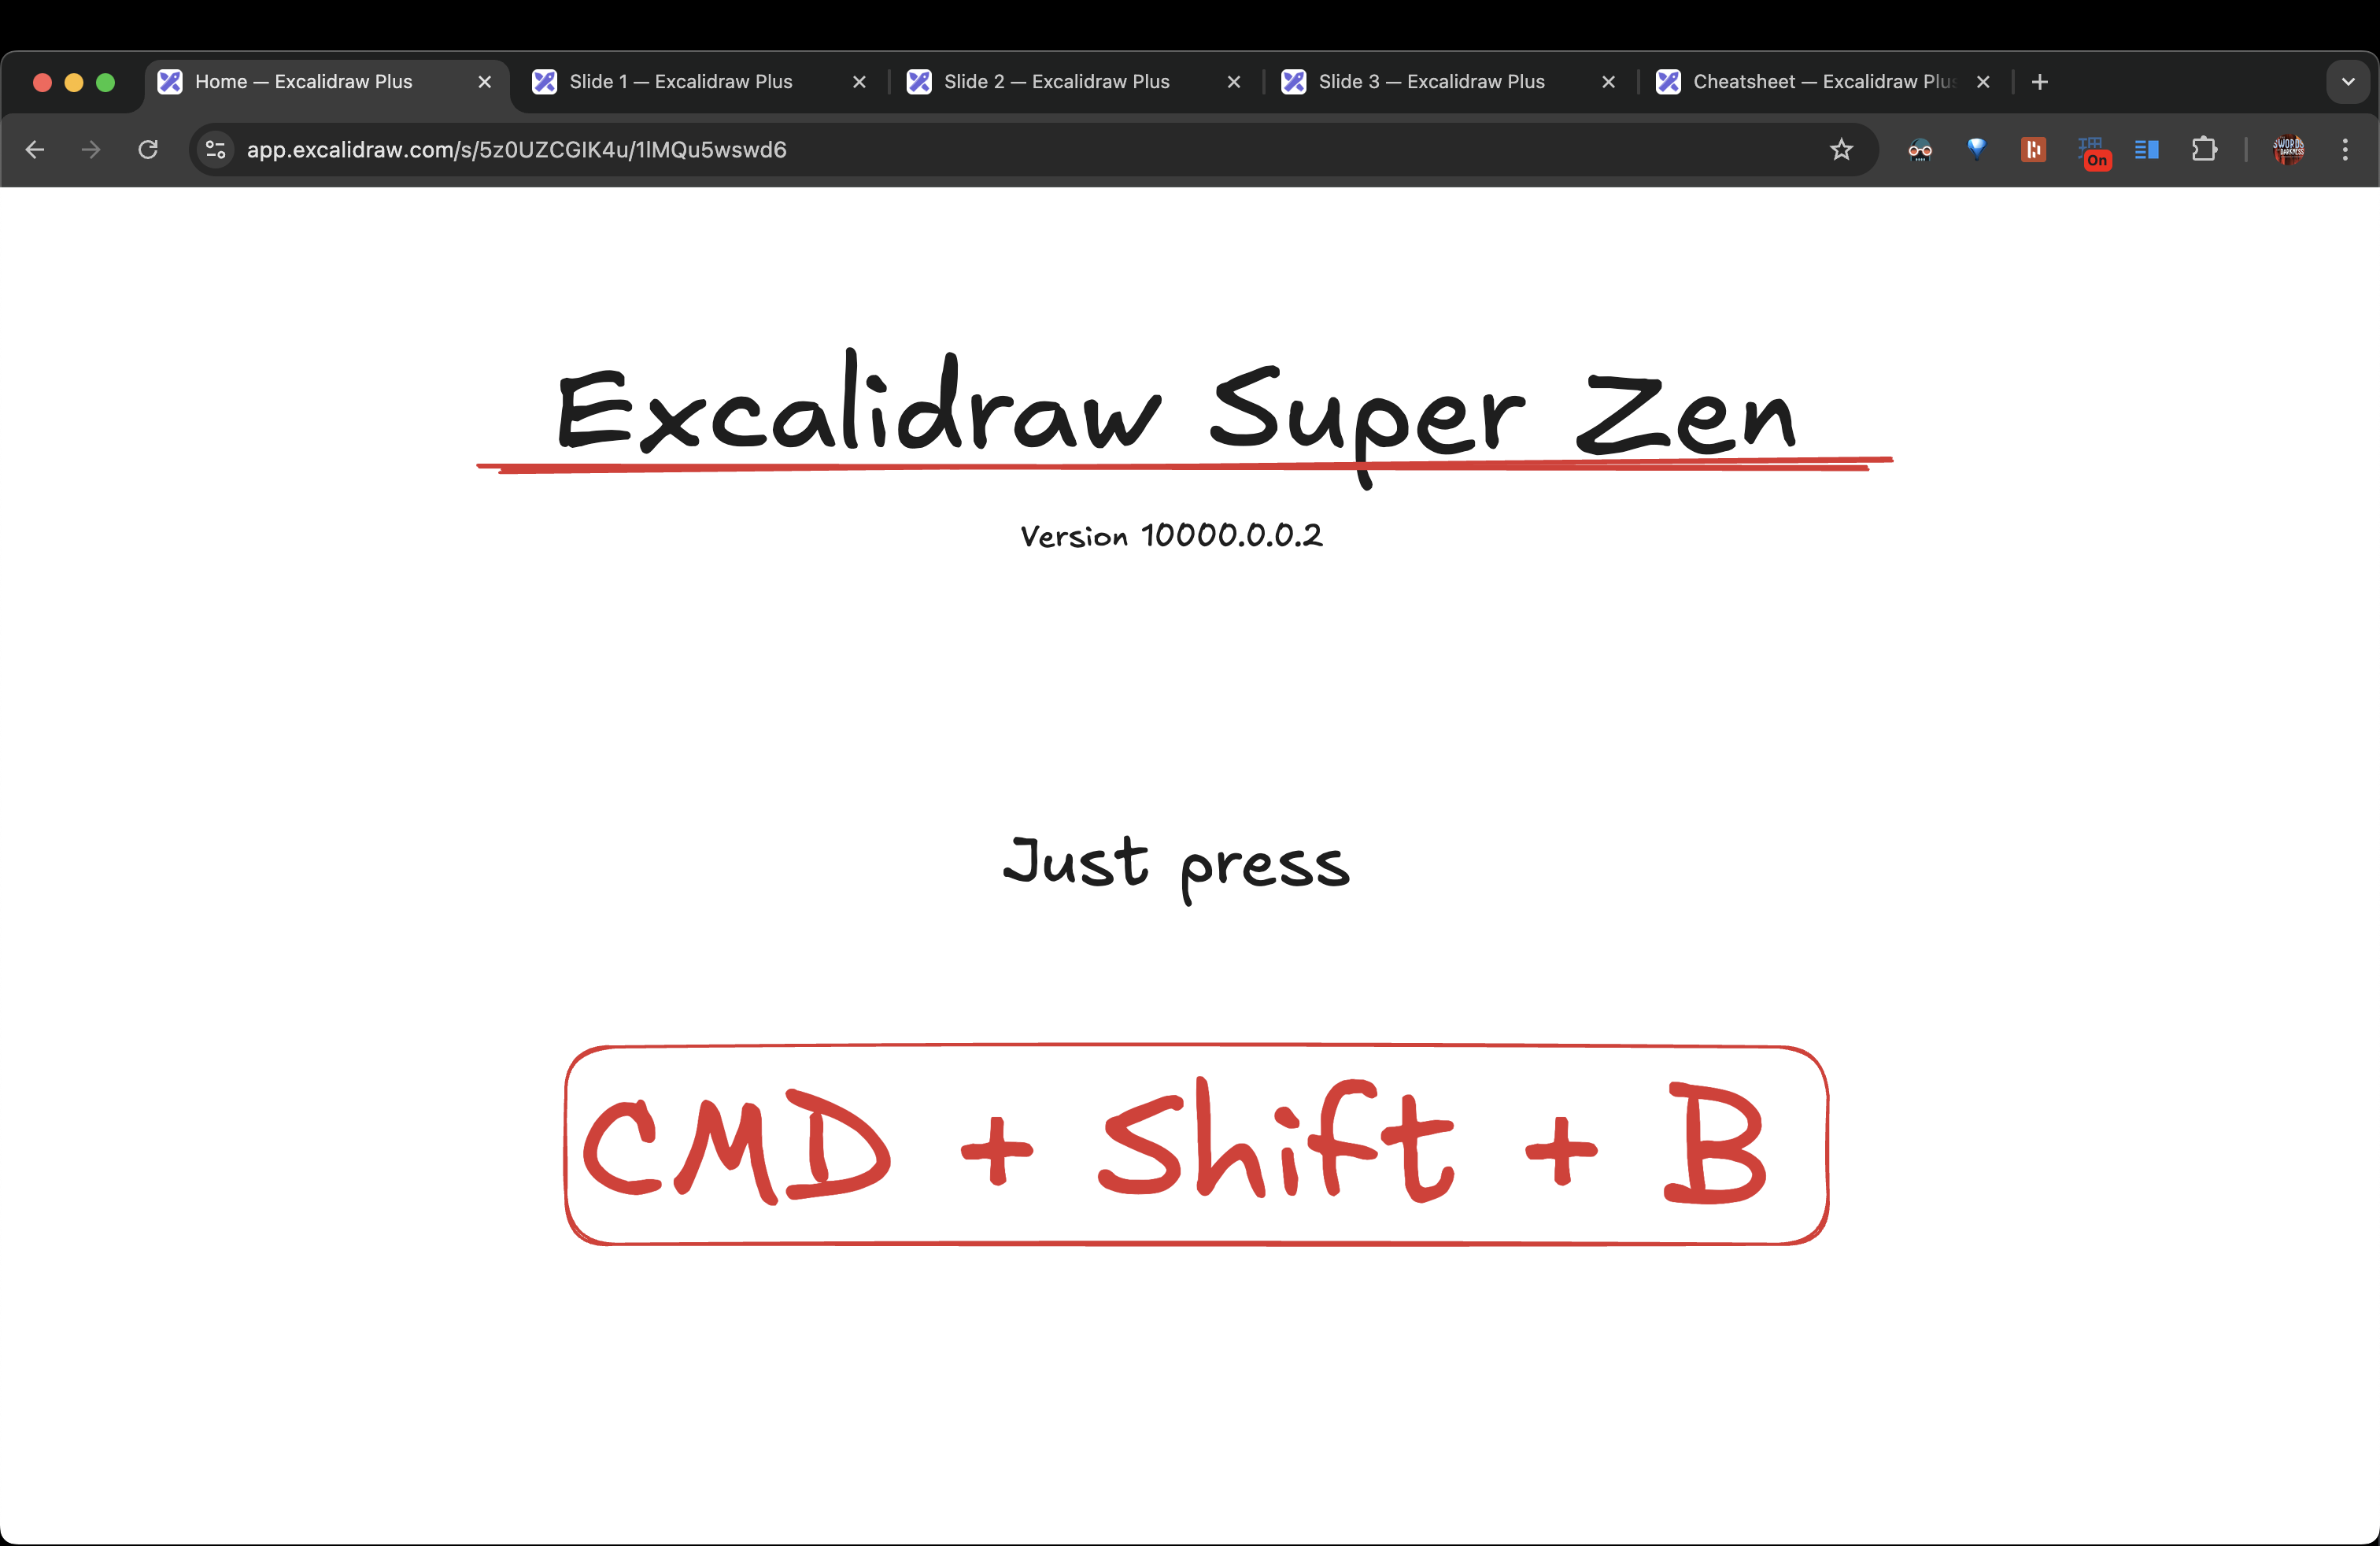 Home — Excalidraw Plus
Slide 1 — Excalidraw Plus
Slide 2 — Excalidraw Plus
Slide 3 — Excalidraw Plus
Cheatsheet — Excalidraw Plus
app.excalidraw.com/s/5z0UZCGIK4u/1lMQu5wswd6
On
Excalidraw Super Zen
Version 10000.0.0.2
Just press
CMD + Shift + B